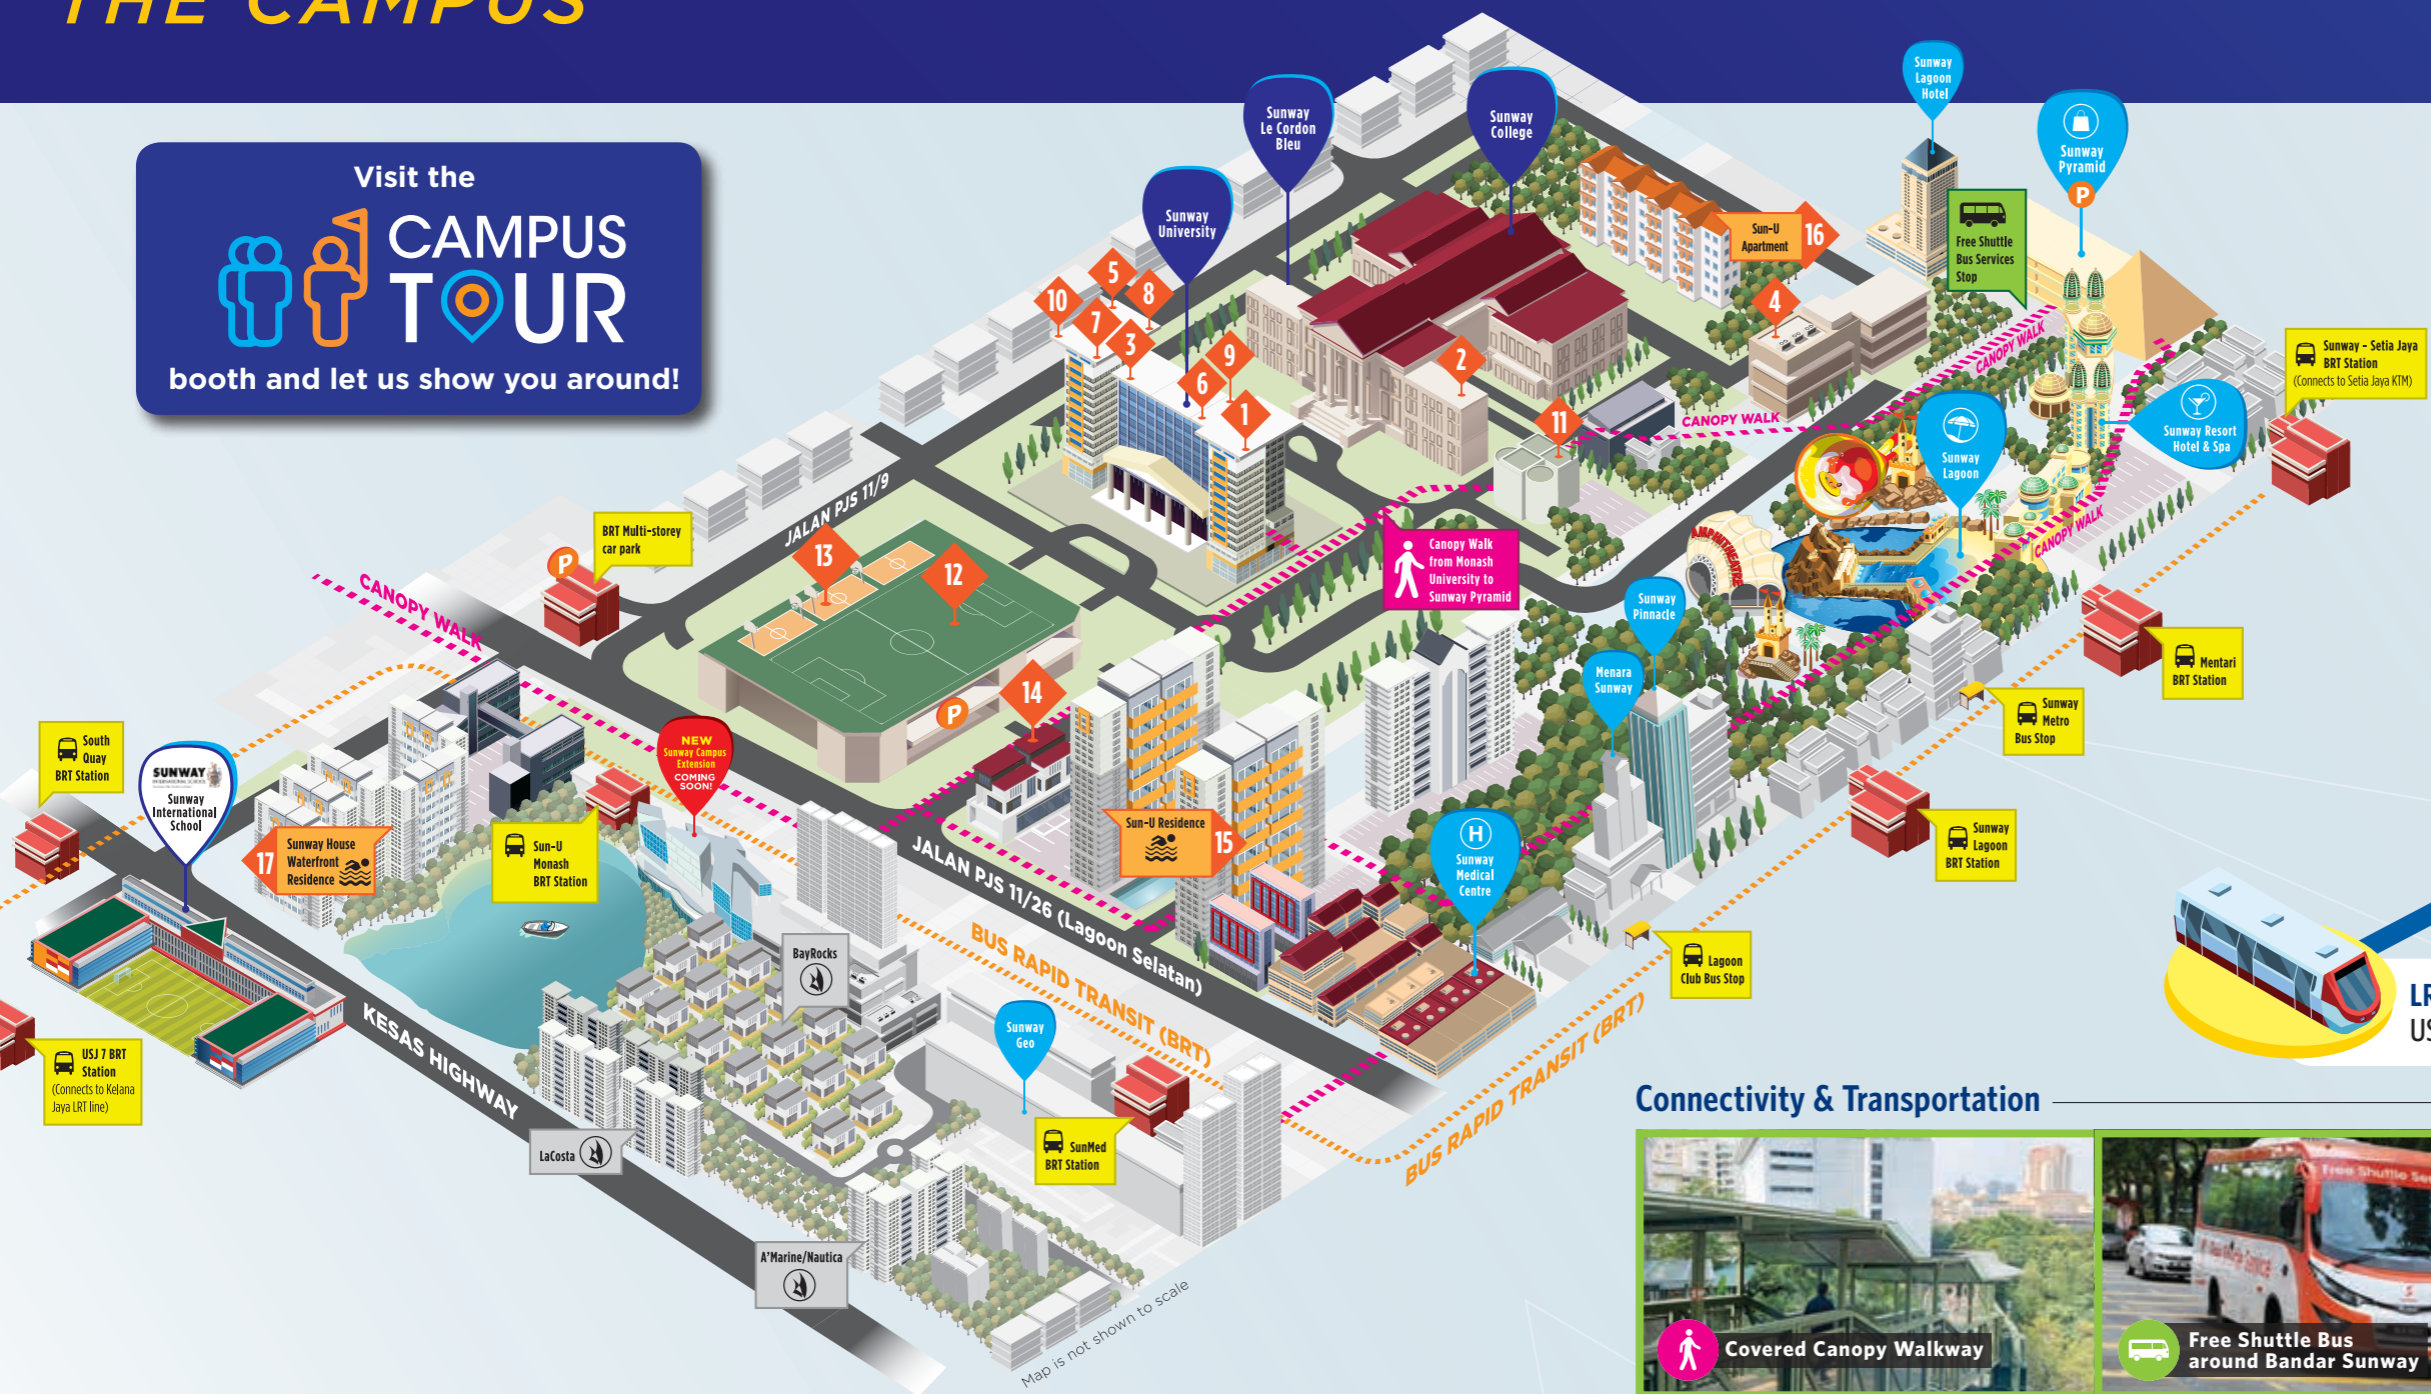 THE CAMPUS
Visit the
CAMPUS
TOUR
booth and let us show you around!
Sunway
Le Cordon
Bleu
Sunway
College
Sunway
University
Sunway
Lagoon
Hotel
Sunway
Pyramid
P
Free Shuttle
Bus Services
Stop
Sun-U
Apartment
16
5
10
8
7
3
9
6
1
2
4
11
CANOPY WALK
CANOPY WALK
Sunway - Setia Jaya
BRT Station
(Connects to Setia Jaya KTM)
Sunway Resort
Hotel & Spa
Sunway
Lagoon
CANOPY WALK
AMPHITHEATRE
JALAN PJS 11/9
BRT Multi-storey
car park
P
13
12
CANOPY WALK
Canopy Walk
from Monash
University to
Sunway Pyramid
Sunway
Pinnacle
Menara
Sunway
Mentari
BRT Station
Sunway
Metro
Bus Stop
14
P
NEW
Sunway Campus
Extension
COMING
SOON!
South
Quay
BRT Station
SUNWAY
Sunway
International
School
17
Sunway House
Waterfront
Residence
Sun-U
Monash
BRT Station
Sun-U Residence
15
H
Sunway
Medical
Centre
Sunway
Lagoon
BRT Station
JALAN PJS 11/26 (Lagoon Selatan)
BayRocks
BUS RAPID TRANSIT (BRT)
Lagoon
Club Bus Stop
Sunway
Geo
KESAS HIGHWAY
USJ 7 BRT
Station
(Connects to Kelana
Jaya LRT line)
LaCosta
SunMed
BRT Station
BUS RAPID TRANSIT (BRT)
A'Marine/Nautica
Map is not shown to scale
Connectivity & Transportation
Covered Canopy Walkway
Free Shuttle
Free Shuttle Bus
around Bandar Sunway